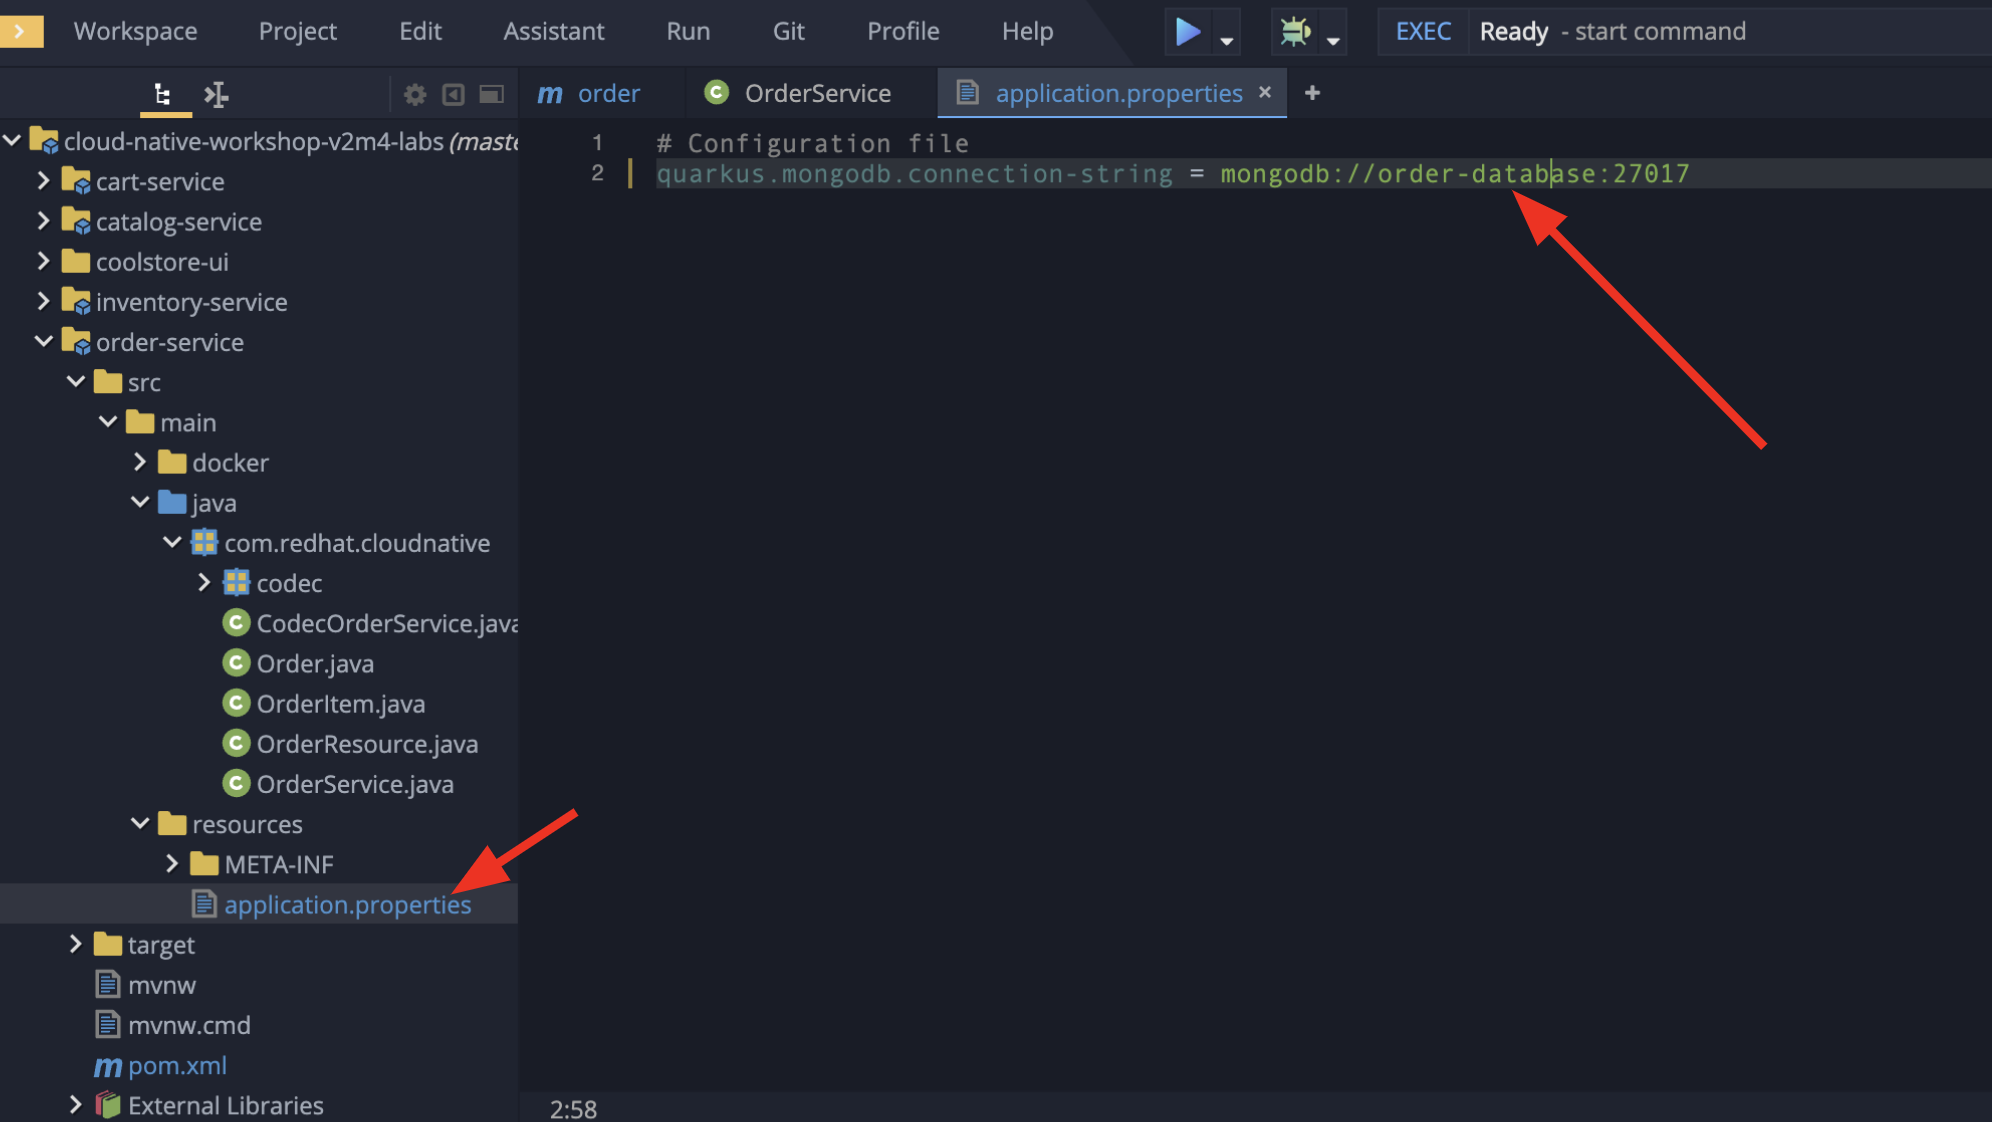 Workspace Project Edit Assistant Run Git Profile Help EXEC Ready - start command
m order C OrderService application.properties × +
1 # Configuration file
2 quarkus.mongodb.connection-string = mongodb://order-database:27017
cloud-native-workshop-v2m4-labs (maste
cart-service
catalog-service
coolstore-ui
inventory-service
order-service
src
main
docker
java
com.redhat.cloudnative
codec
C CodecOrderService.java
C Order.java
C OrderItem.java
C OrderResource.java
C OrderService.java
resources
META-INF
application.properties
target
mvnw
mvnw.cmd
m pom.xml
External Libraries
2:58